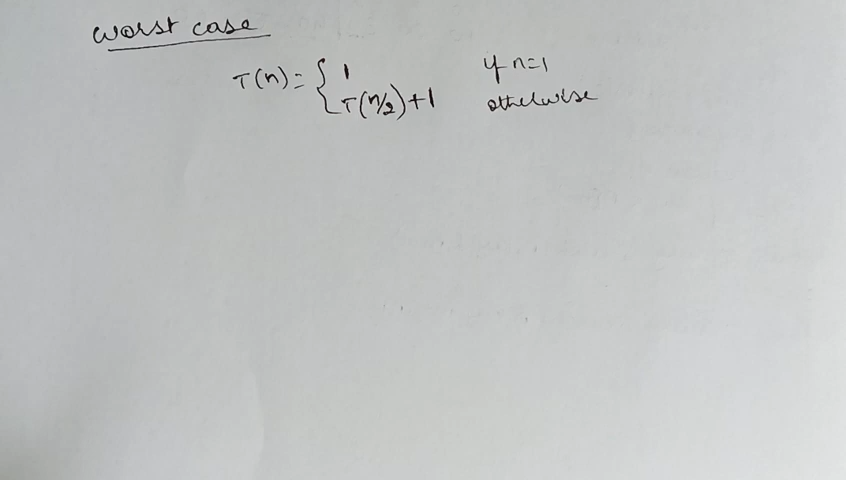 worst case
T(n) = { 1 if n=1
T(n/2)+1 otherwise